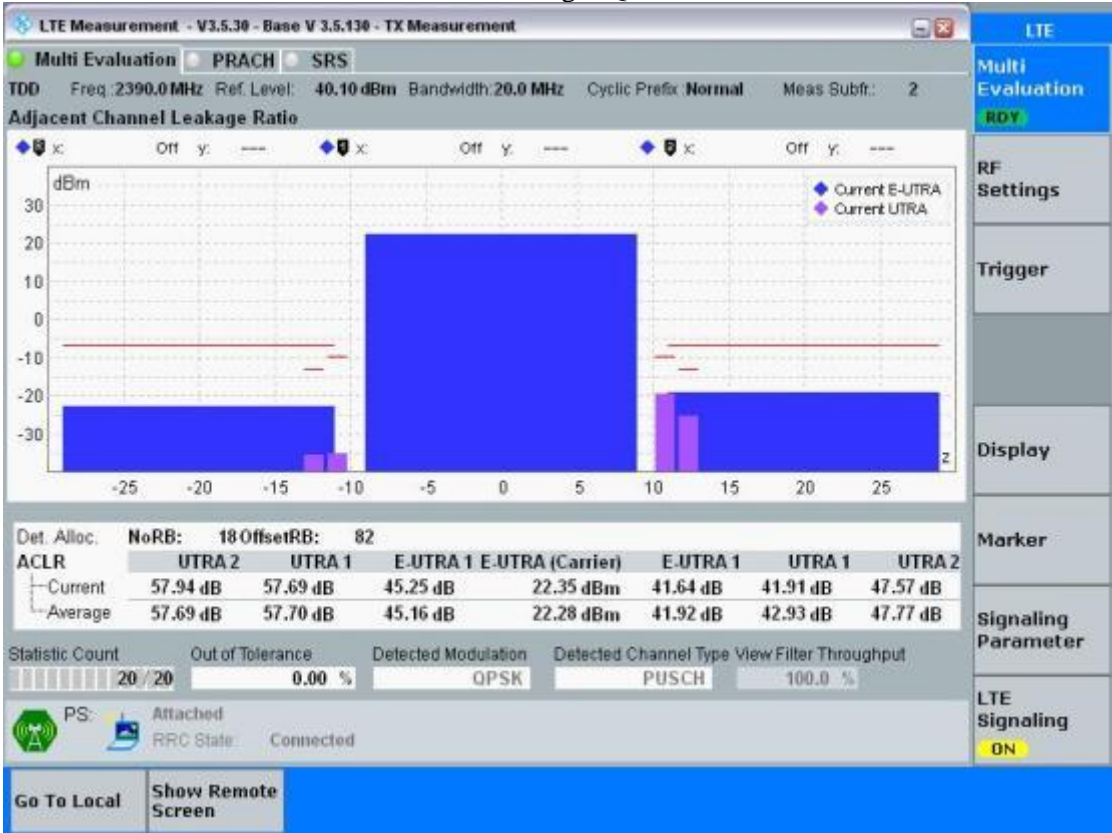 LTE Measurement - V3.5.30 - Base V 3.5.130 - TX Measurement
LTE
Multi Evaluation PRACH SRS
Multi Evaluation
RDY
TDD Freq.:2390.0 MHz Ref. Level: 40.10 dBm Bandwidth:20.0 MHz Cyclic Prefix :Normal Meas Subfr.: 2
Adjacent Channel Leakage Ratio
x: Off y: --- x: Off y: --- x: Off y: ---
dBm
Current E-UTRA
Current UTRA
30
20
10
0
-10
-20
-30
z
-25 -20 -15 -10 -5 0 5 10 15 20 25
RF
Settings
Trigger
Display
Marker
Signaling
Parameter
LTE
Signaling
ON
Det. Alloc. NoRB: 18 OffsetRB: 82
ACLR UTRA 2 UTRA 1 E-UTRA 1 E-UTRA (Carrier) E-UTRA 1 UTRA 1 UTRA 2
Current 57.94 dB 57.69 dB 45.25 dB 22.35 dBm 41.64 dB 41.91 dB 47.57 dB
Average 57.69 dB 57.70 dB 45.16 dB 22.28 dBm 41.92 dB 42.93 dB 47.77 dB
Statistic Count Out of Tolerance Detected Modulation Detected Channel Type View Filter Throughput
20 / 20 0.00 % QPSK PUSCH 100.0 %
PS: Attached
RRC State: Connected
Go To Local
Show Remote
Screen